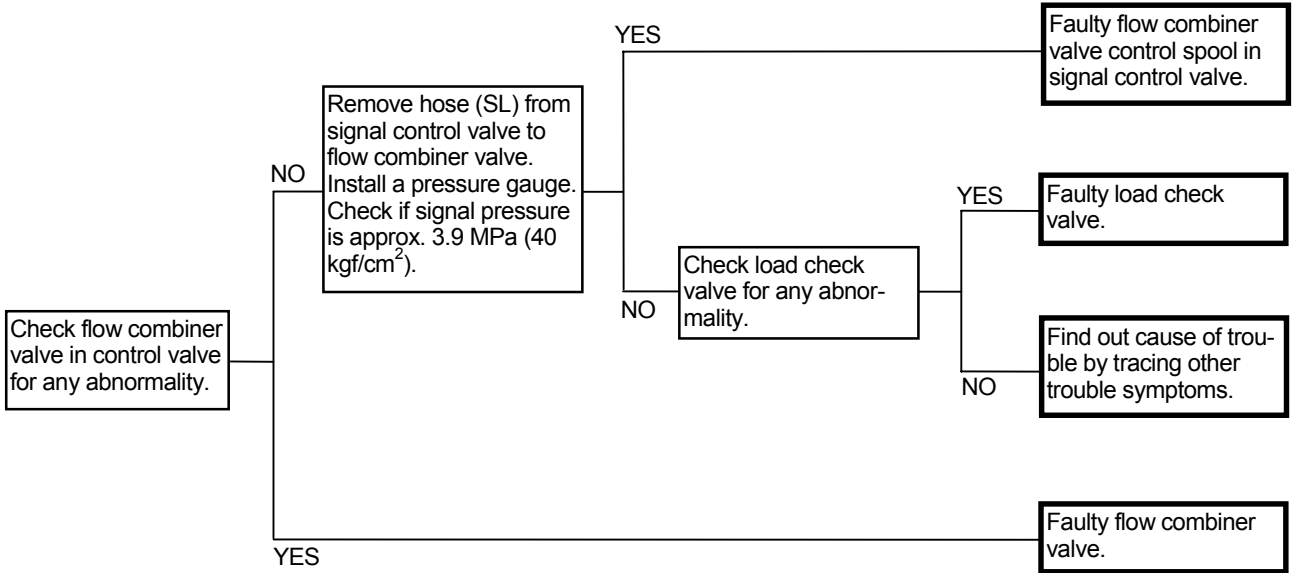 Check flow combiner
valve in control valve
for any abnormality.
NO
Remove hose (SL) from
signal control valve to
flow combiner valve.
Install a pressure gauge.
Check if signal pressure
is approx. 3.9 MPa (40
kgf/cm²).
YES
Faulty flow combiner
valve control spool in
signal control valve.
NO
Check load check
valve for any abnor-
mality.
YES
Faulty load check
valve.
NO
Find out cause of trou-
ble by tracing other
trouble symptoms.
YES
Faulty flow combiner
valve.